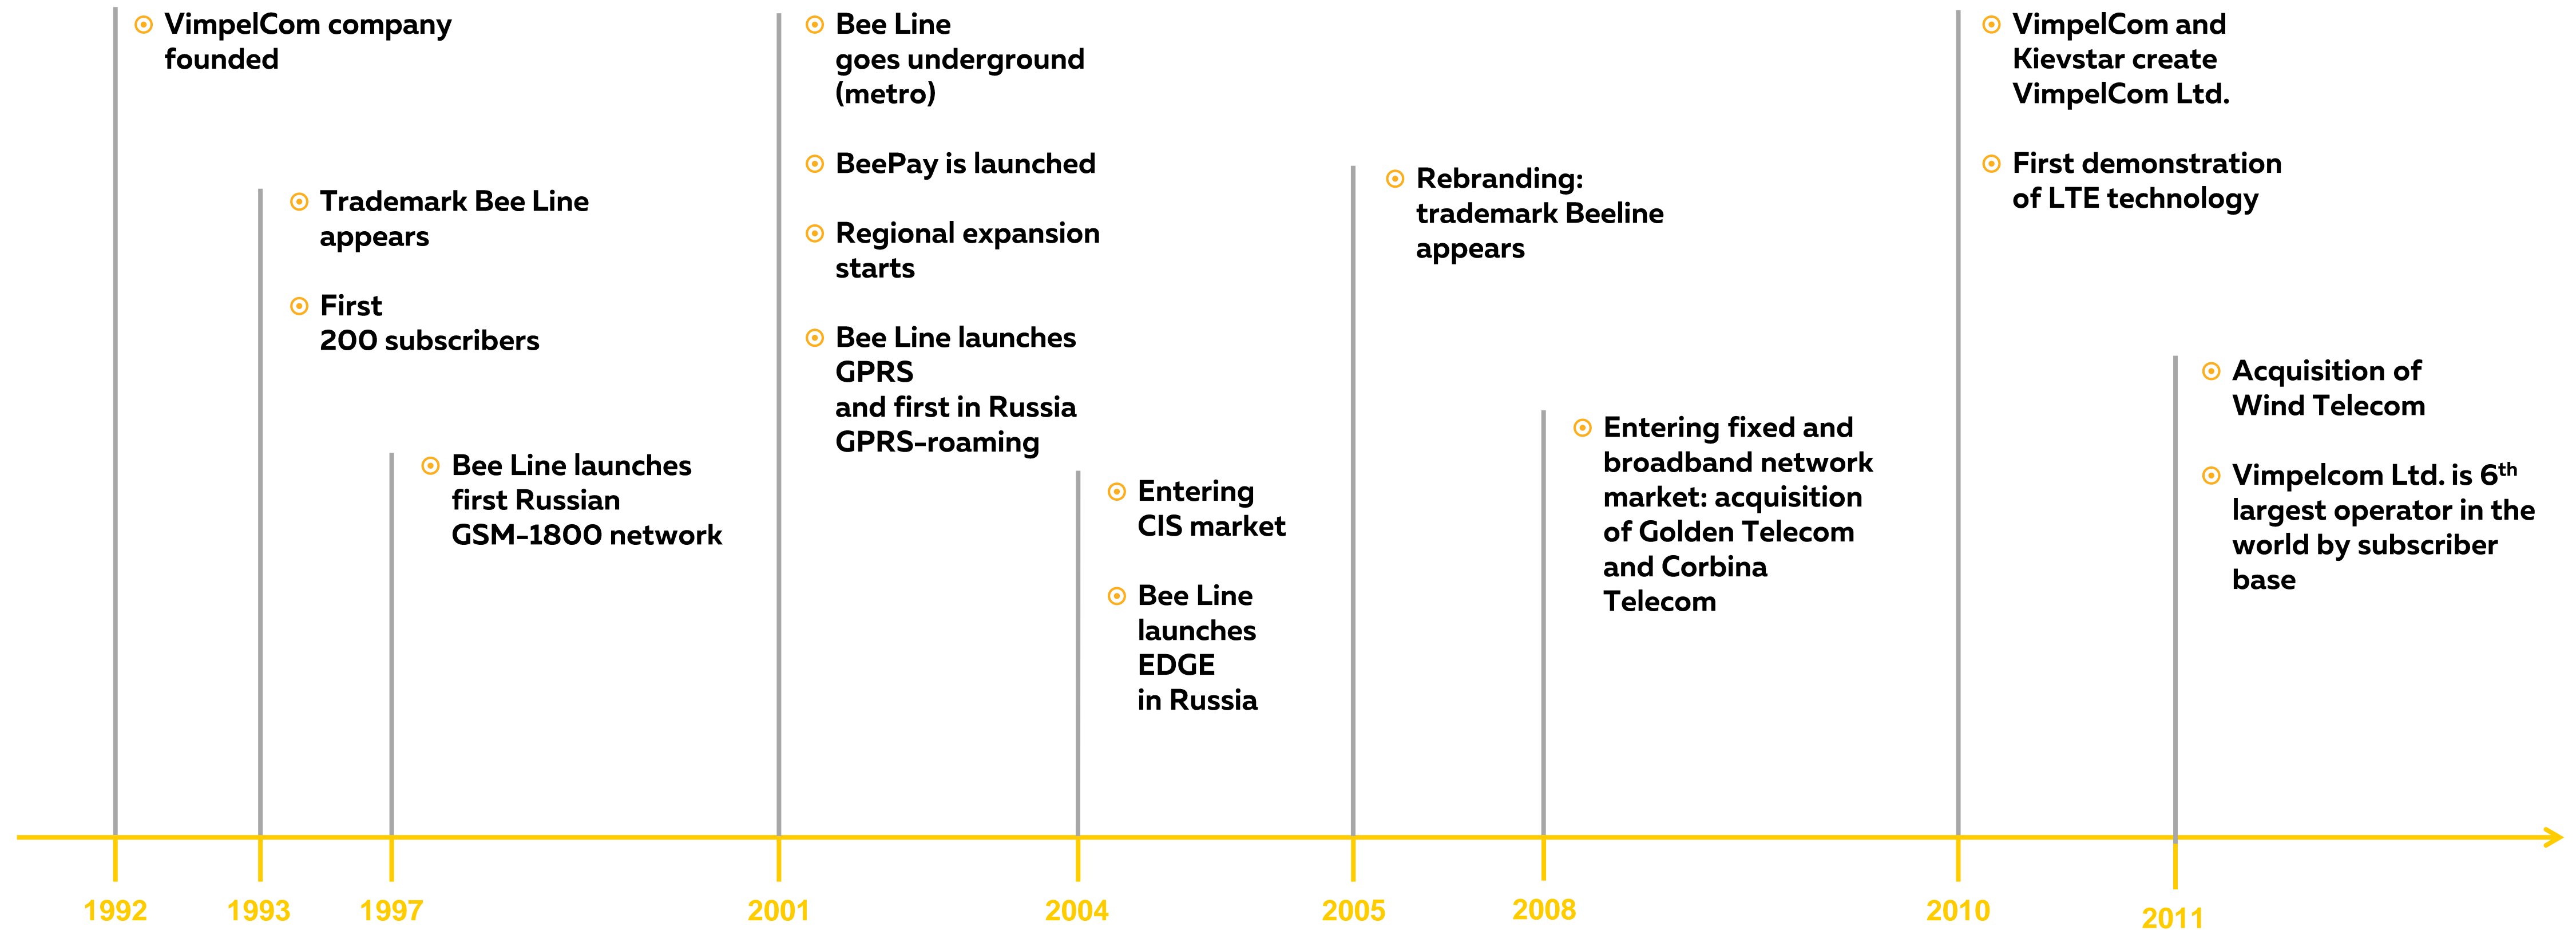 VimpelCom company
founded
Trademark Bee Line
appears
First
200 subscribers
Bee Line launches
first Russian
GSM-1800 network
Bee Line
goes underground
(metro)
BeePay is launched
Regional expansion
starts
Bee Line launches
GPRS
and first in Russia
GPRS-roaming
Entering
CIS market
Bee Line
launches
EDGE
in Russia
Rebranding:
trademark Beeline
appears
Entering fixed and
broadband network
market: acquisition
of Golden Telecom
and Corbina
Telecom
VimpelCom and
Kievstar create
VimpelCom Ltd.
First demonstration
of LTE technology
Acquisition of
Wind Telecom
Vimpelcom Ltd. is 6th
largest operator in the
world by subscriber
base
1992
1993
1997
2001
2004
2005
2008
2010
2011